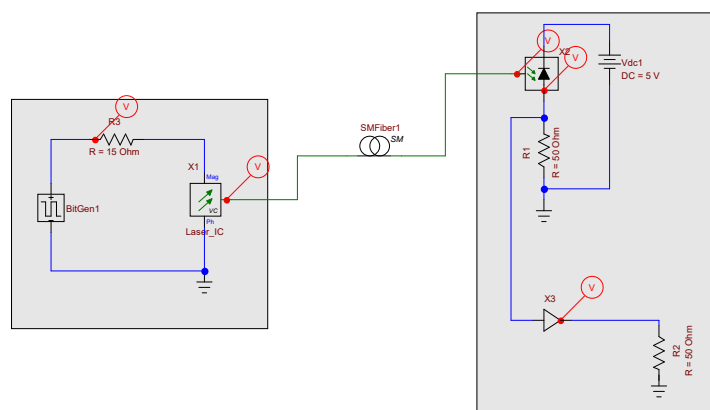 V
R3
R = 15 Ohm
X1
Mag
VC
Ph
Laser_IC
BitGen1
V
SMFiber1
SM
V
X2
V
Vdc1
DC = 5 V
R1
R = 50 Ohm
X3
V
R2
R = 50 Ohm